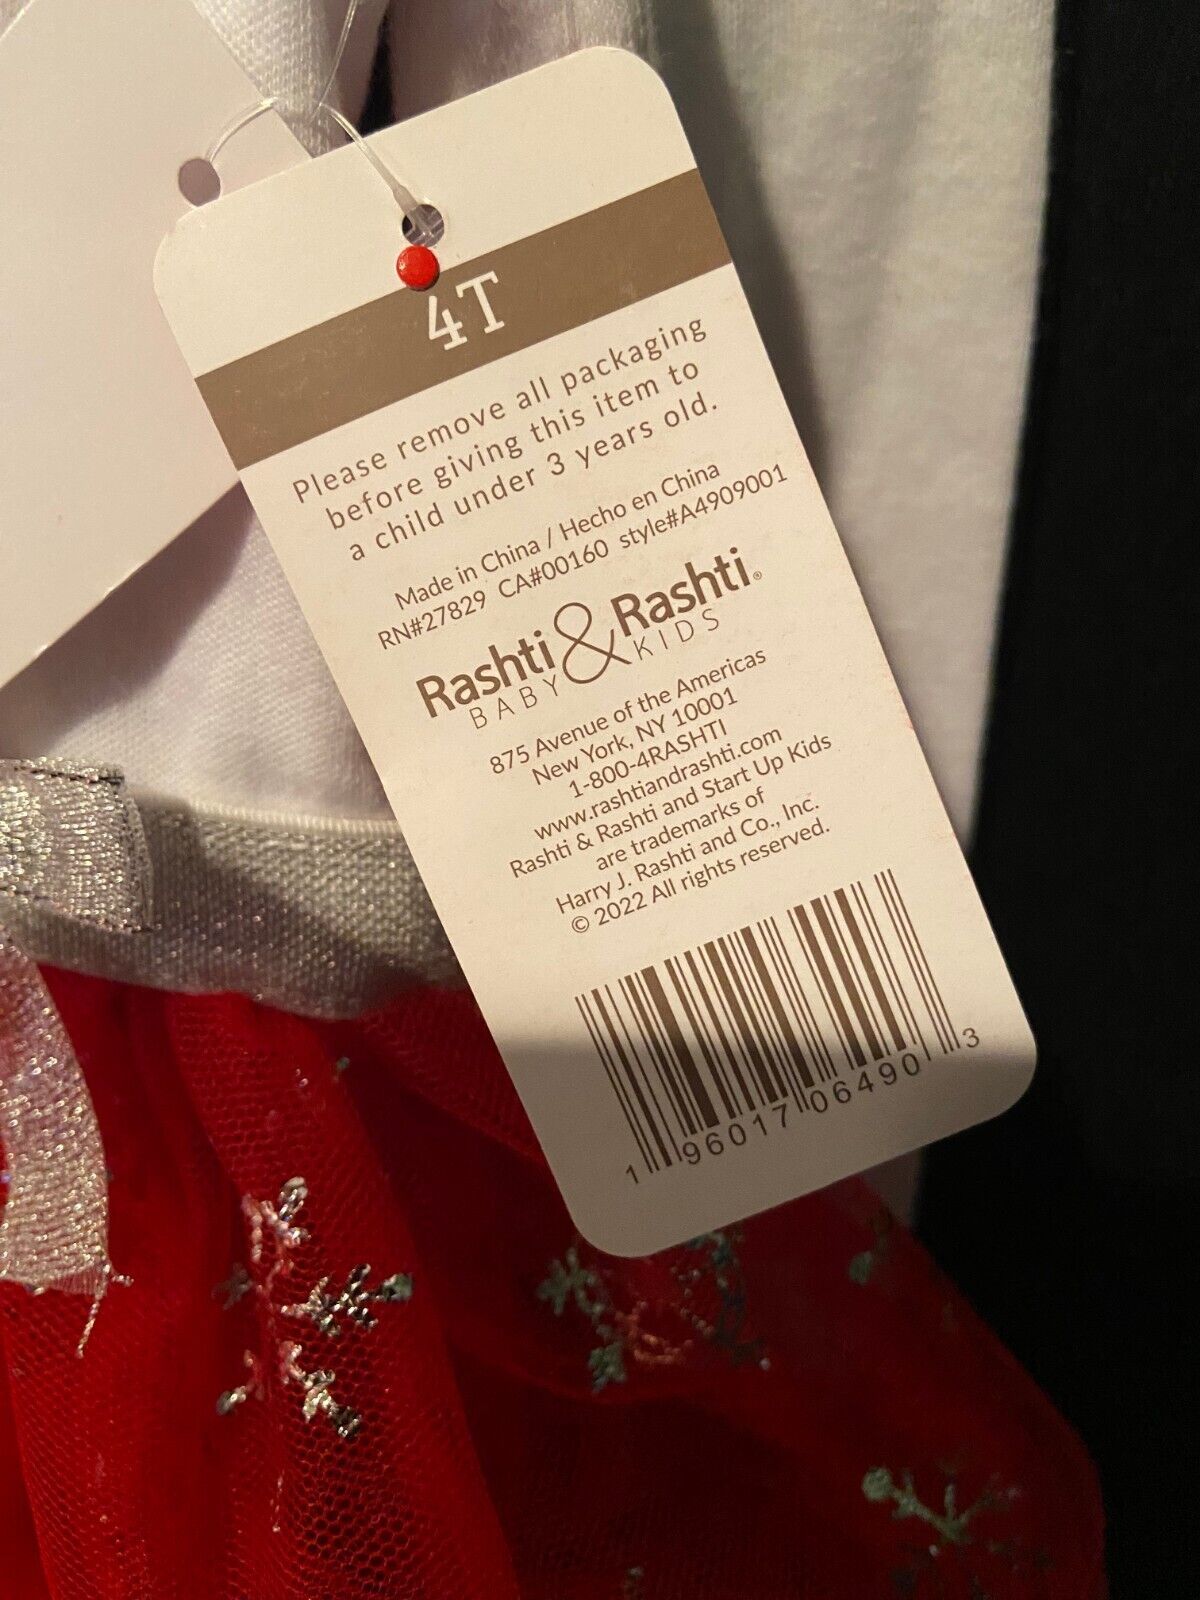 4T
Please remove all packaging
before giving this item to
a child under 3 years old.
Made in China / Hecho en China
RN#27829 CA#00160 style#A4909001
Rashti & Rashti®
BABY KIDS
875 Avenue of the Americas
New York, NY 10001
1-800-4RASHTI
www.rashtiandrashti.com
Rashti & Rashti and Start Up Kids
are trademarks of
Harry J. Rashti and Co., Inc.
© 2022 All rights reserved.
1 96017 06490 3